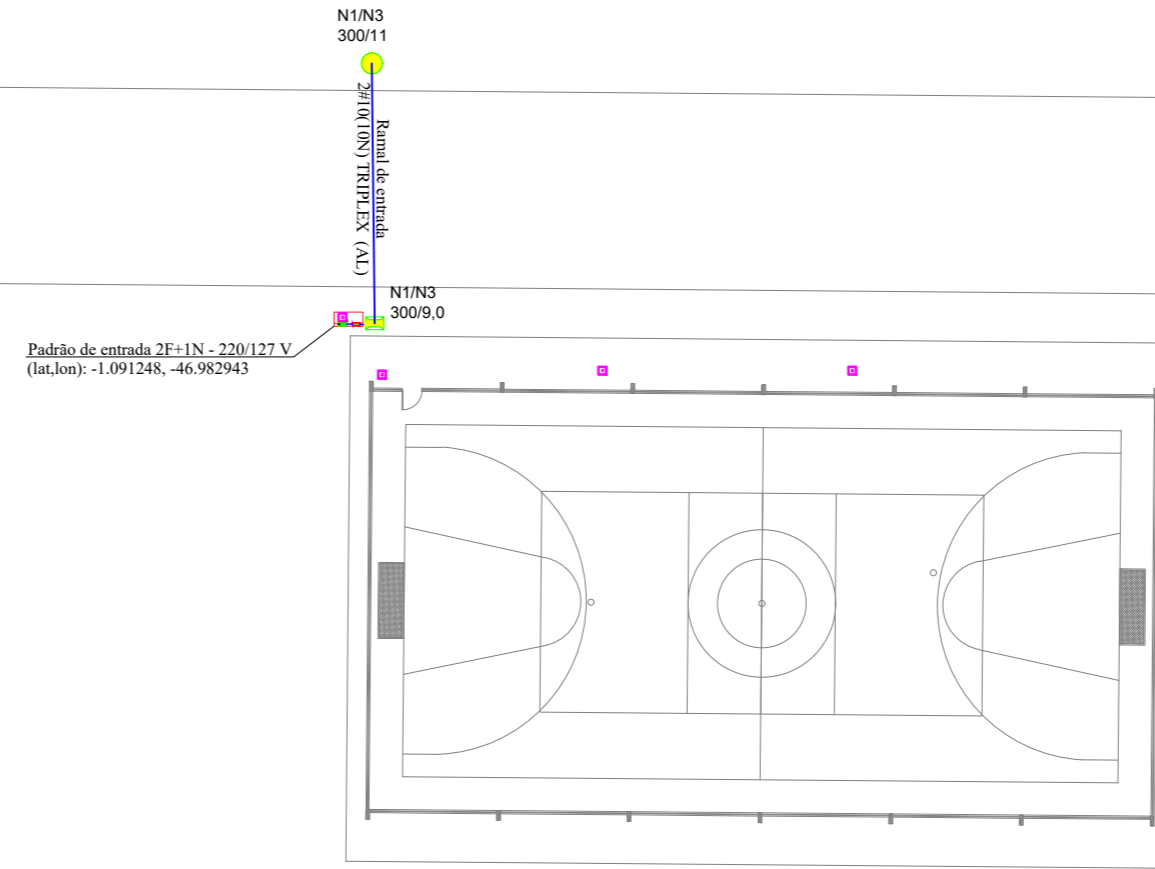 N1/N3
300/11
Ramal de entrada
2#10(10N) TRIPLEX (AL)
N1/N3
300/9,0
Padrão de entrada 2F+1N - 220/127 V
(lat,lon): -1.091248, -46.982943